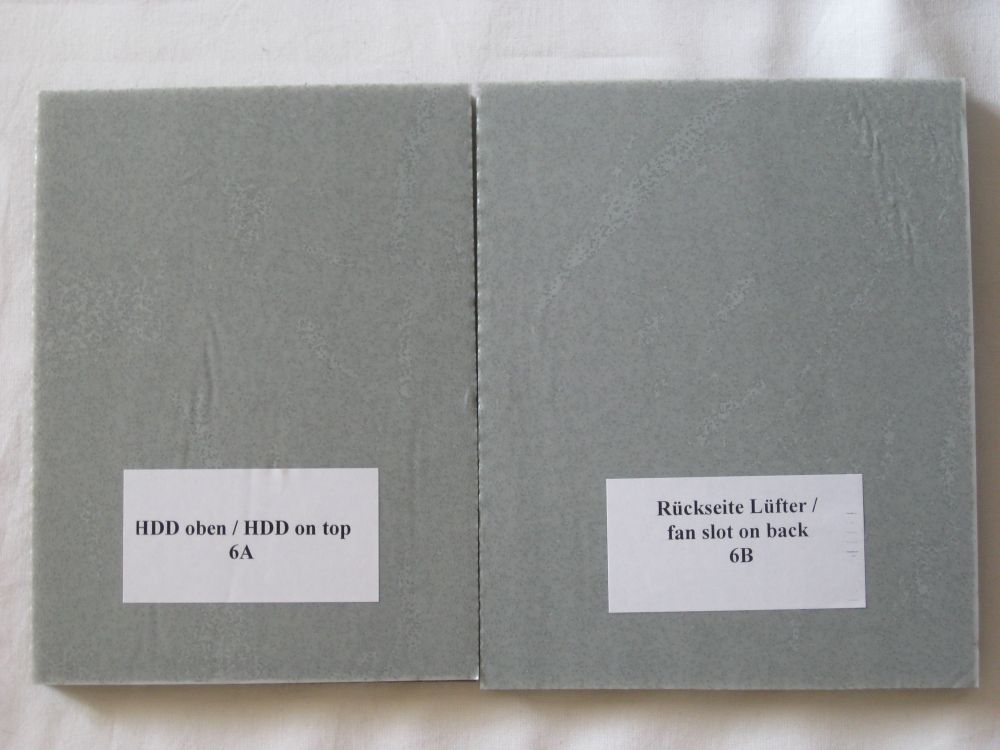 HDD oben / HDD on top
6A
Rückseite Lüfter /
fan slot on back
6B